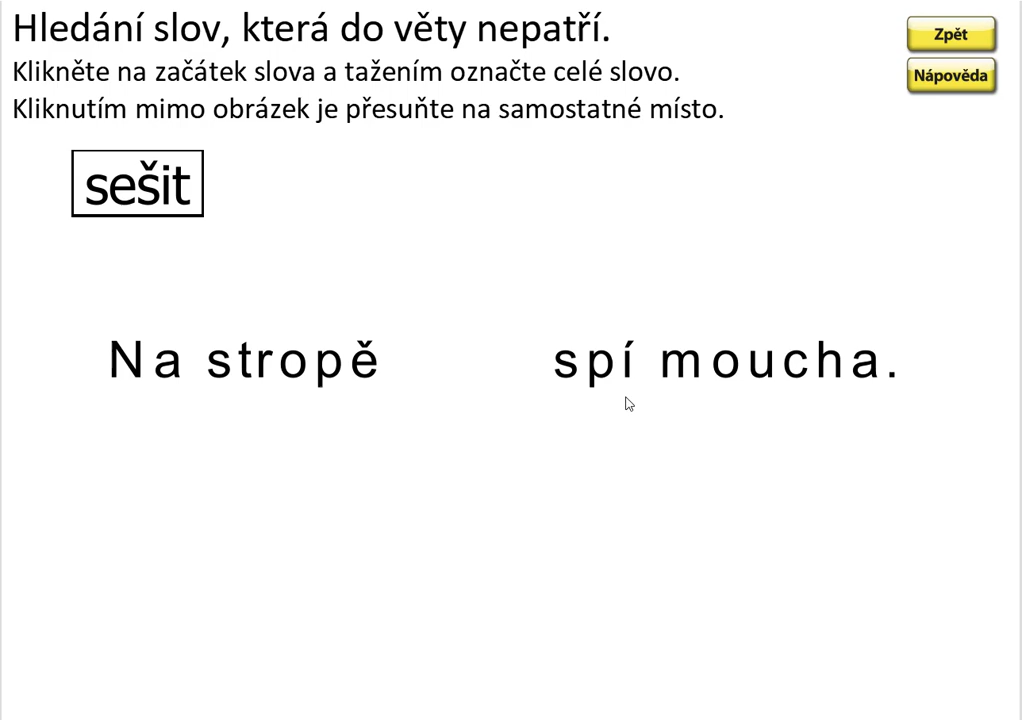 Hledání slov, která do věty nepatří.
Zpět
Klikněte na začátek slova a tažením označte celé slovo.
Nápověda
Kliknutím mimo obrázek je přesuňte na samostatné místo.
sešit
Na stropě spí moucha.